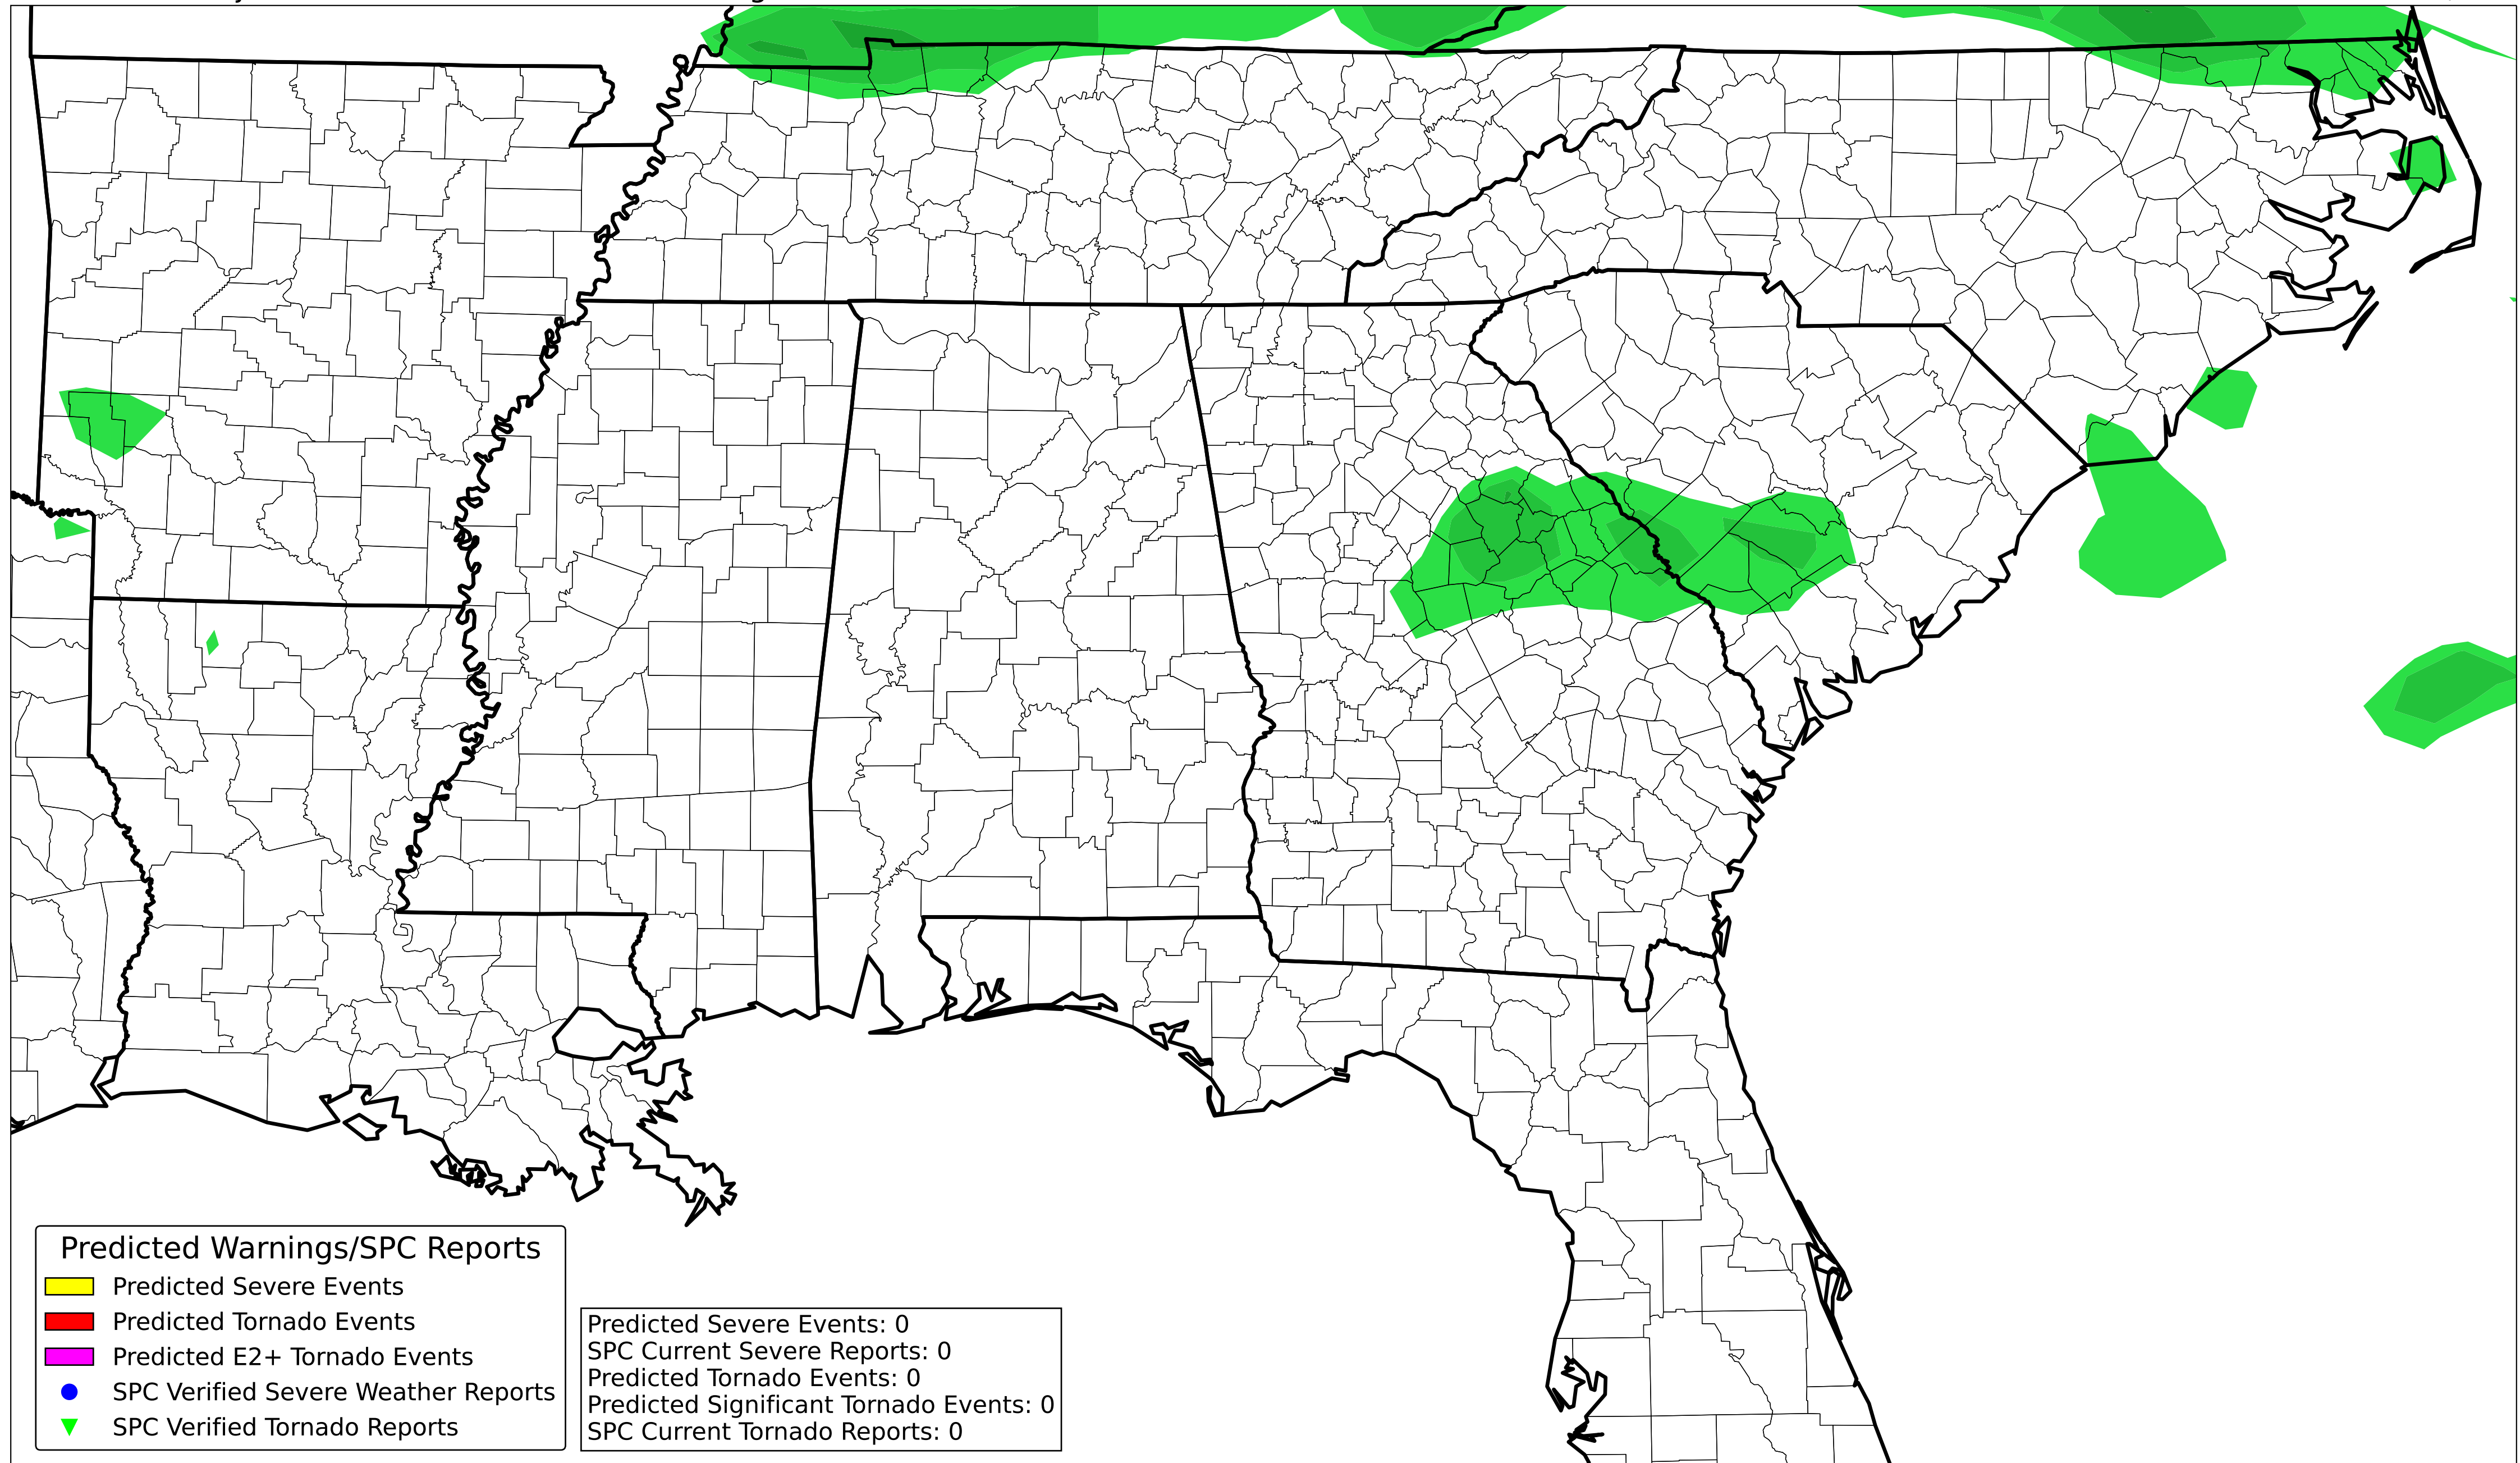 Predicted Warnings/SPC Reports
Predicted Severe Events
Predicted Tornado Events
Predicted E2+ Tornado Events
SPC Verified Severe Weather Reports
SPC Verified Tornado Reports
Predicted Severe Events: 0
SPC Current Severe Reports: 0
Predicted Tornado Events: 0
Predicted Significant Tornado Events: 0
SPC Current Tornado Reports: 0